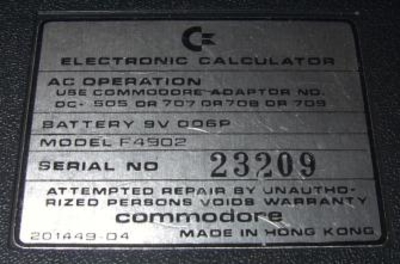 ELECTRONIC CALCULATOR
AC OPERATION
USE COMMODORE ADAPTOR NO.
DC- 505 OR 707 OR 708 OR 709
BATTERY 9V 006P
MODEL F4902
SERIAL NO 23209
ATTEMPTED REPAIR BY UNAUTHO-
RIZED PERSONS VOIDS WARRANTY
commodore
201449-04 MADE IN HONG KONG